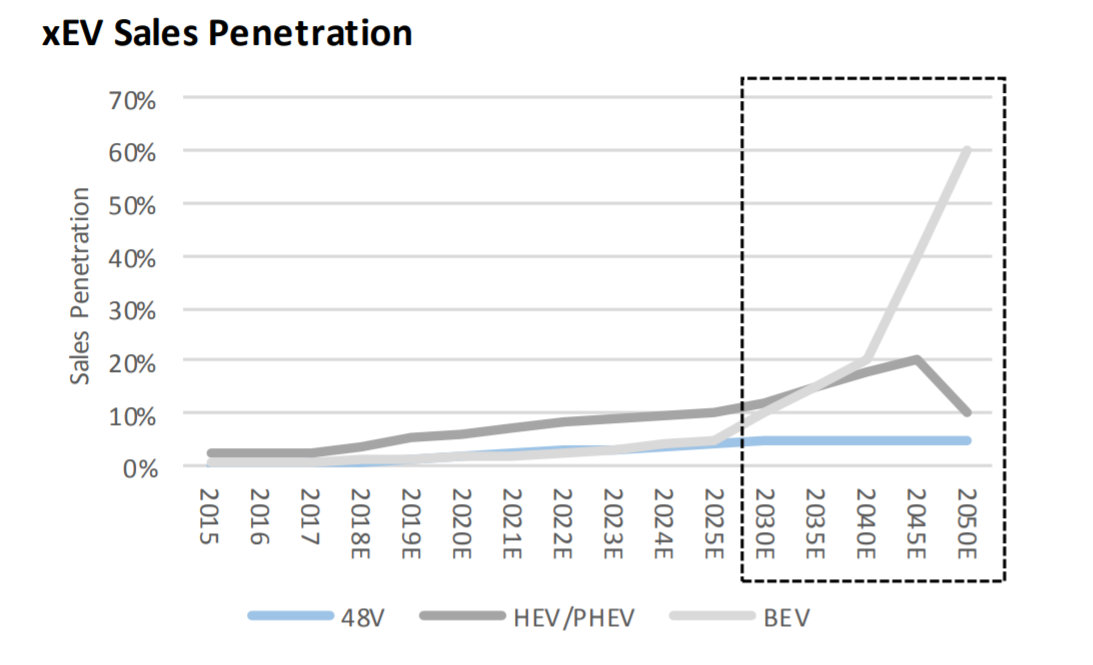 xEV Sales Penetration
70%
60%
50%
40%
30%
20%
10%
0%
Sales Penetration
2015
2016
2017
2018E
2019E
2020E
2021E
2022E
2023E
2024E
2025E
2030E
2035E
2040E
2045E
2050E
48V
HEV/PHEV
BEV